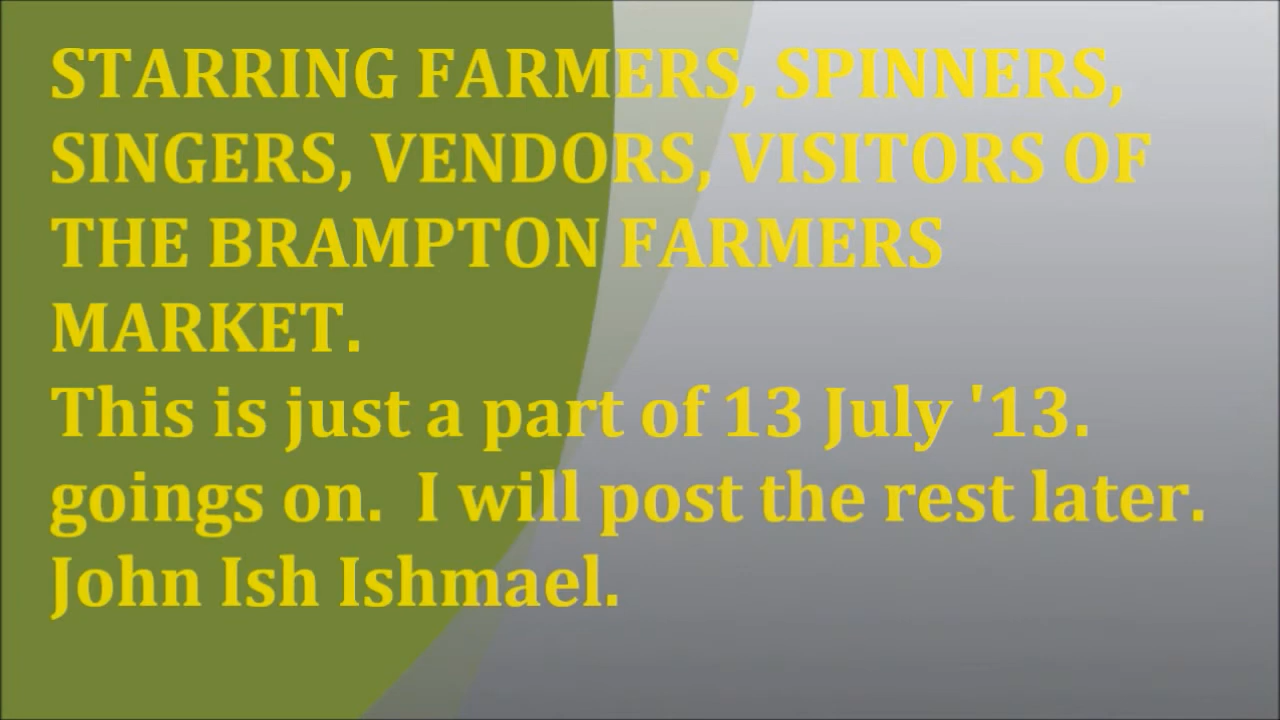 STARRING FARMERS, SPINNERS,
SINGERS, VENDORS, VISITORS OF
THE BRAMPTON FARMERS
MARKET.
This is just a part of 13 July '13.
goings on.  I will post the rest later.
John Ish Ishmael.